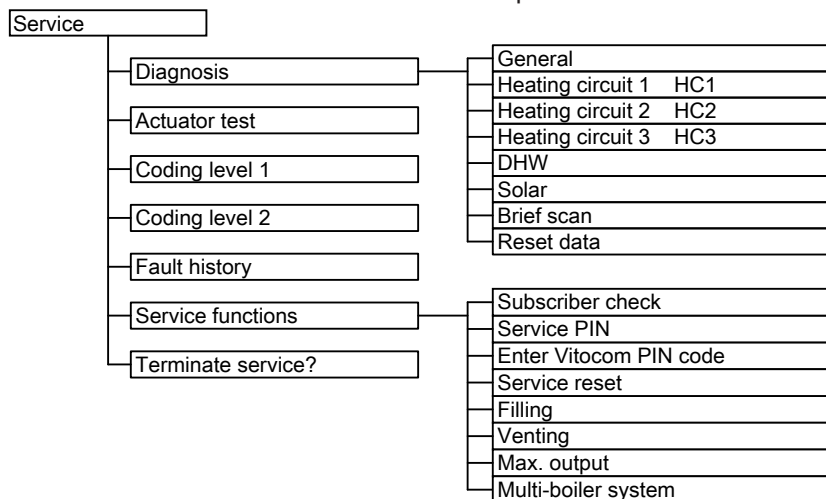 Service
Diagnosis
Actuator test
Coding level 1
Coding level 2
Fault history
Service functions
Terminate service?
General
Heating circuit 1 HC1
Heating circuit 2 HC2
Heating circuit 3 HC3
DHW
Solar
Brief scan
Reset data
Subscriber check
Service PIN
Enter Vitocom PIN code
Service reset
Filling
Venting
Max. output
Multi-boiler system